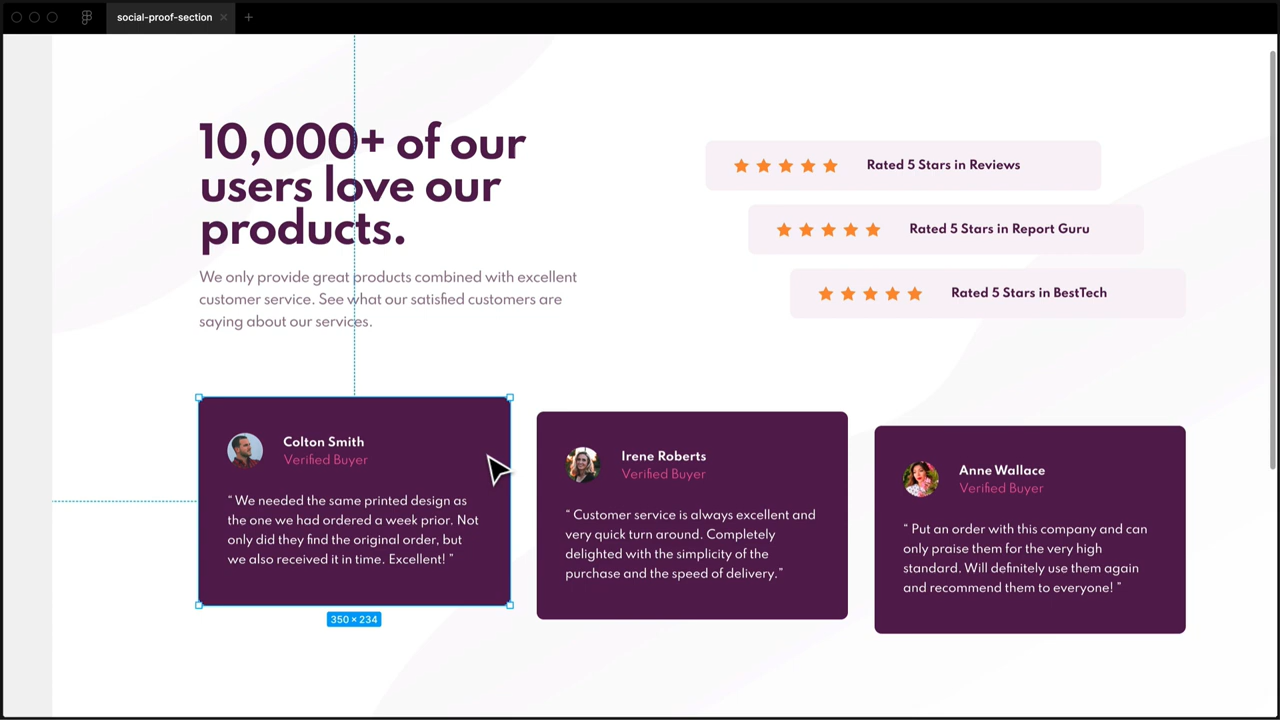 social-proof-section
10,000+ of our
users love our
products.
We only provide great products combined with excellent
customer service. See what our satisfied customers are
saying about our services.
Rated 5 Stars in Reviews
Rated 5 Stars in Report Guru
Rated 5 Stars in BestTech
Colton Smith
Verified Buyer
“ We needed the same printed design as
the one we had ordered a week prior. Not
only did they find the original order, but
we also received it in time. Excellent! ”
350 × 234
Irene Roberts
Verified Buyer
“ Customer service is always excellent and
very quick turn around. Completely
delighted with the simplicity of the
purchase and the speed of delivery.”
Anne Wallace
Verified Buyer
“ Put an order with this company and can
only praise them for the very high
standard. Will definitely use them again
and recommend them to everyone! ”